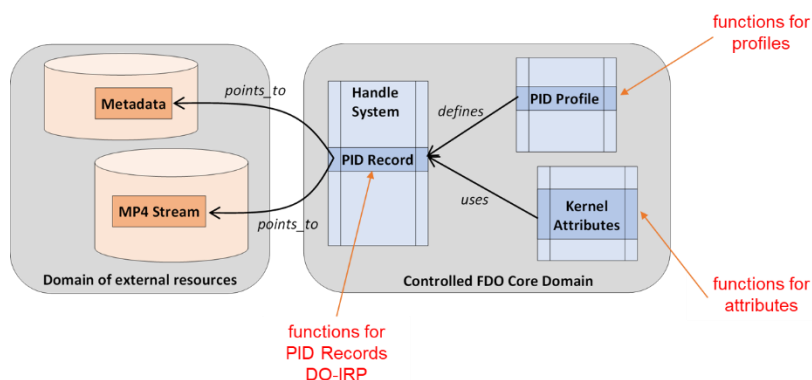 functions for
profiles
Metadata
points_to
Handle
System
defines
PID Profile
PID Record
MP4 Stream
points_to
uses
Kernel
Attributes
Domain of external resources
Controlled FDO Core Domain
functions for
attributes
functions for
PID Records
DO-IRP